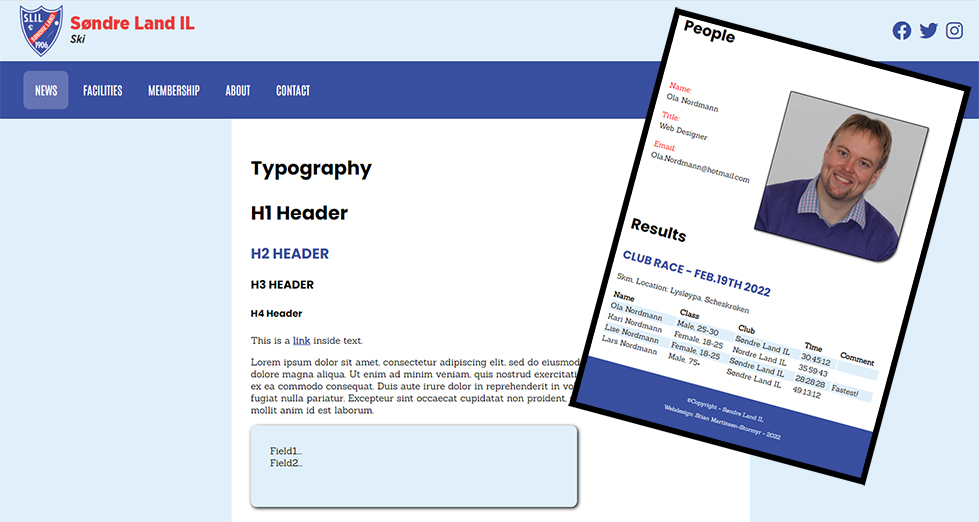 SLIL
SØNDRE LAND
1906
Søndre Land IL
Ski
NEWS
FACILITIES
MEMBERSHIP
ABOUT
CONTACT
Typography
H1 Header
H2 HEADER
H3 HEADER
H4 Header
This is a link inside text.
Lorem ipsum dolor sit amet, consectetur adipiscing elit, sed do eiusmod
dolore magna aliqua. Ut enim ad minim veniam, quis nostrud exercitati
ex ea commodo consequat. Duis aute irure dolor in reprehenderit in vo
fugiat nulla pariatur. Excepteur sint occaecat cupidatat non proident,
mollit anim id est laborum.
Field1...
Field2...
People
Name:
Ola Nordmann
Title:
Web Designer
Email:
Ola.Nordmann@hotmail.com
Results
CLUB RACE - FEB.19TH 2022
5km. Location: Lysløypa, Scheskroken
Name Class Club Time Comment
Ola Nordmann Male, 25-30 Søndre Land IL 30:45:12
Kari Nordmann Female, 18-25 Nordre Land IL 35:59:43
Lise Nordmann Female, 18-25 Søndre Land IL 28:28:28 Fastest!
Lars Nordmann Male, 75+ Søndre Land IL 49:13:12
©Copyright - Søndre Land IL
Webdesign: Stian Martinsen-Stormyr - 2022